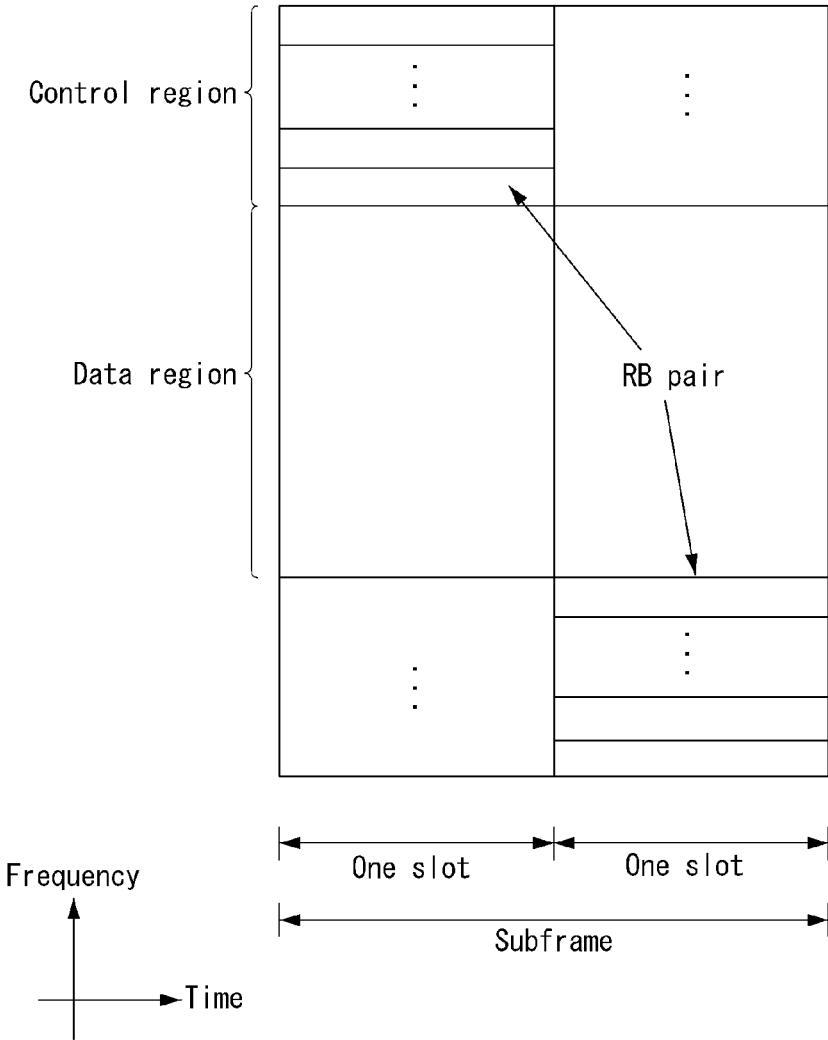 Control region
Data region
RB pair
One slot
One slot
Subframe
Frequency
Time